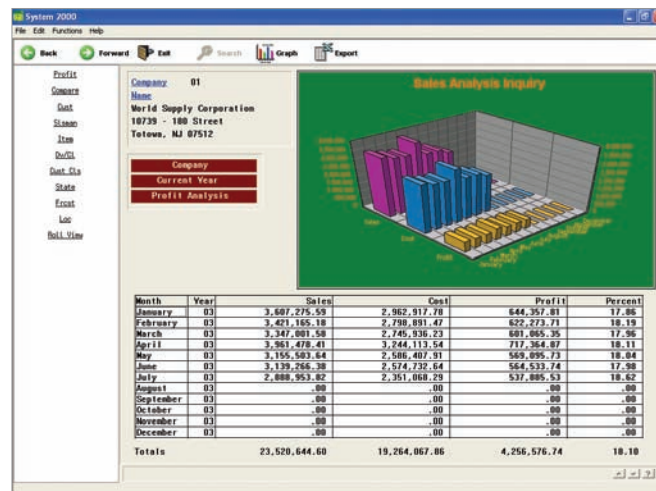 System 2000
File Edit Functions Help
Back Forward Exit Search Graph Export
Profit
Compare
Cust
Slsman
Item
Dw/Cl
Cust Cls
State
Frcst
Loc
Roll View
Company 01
Name
World Supply Corporation
10739 - 180 Street
Totowa, NJ 07512
Company
Current Year
Profit Analysis
Sales Analysis Inquiry
Sales
Cost
Profit
January
February
Month Year Sales Cost Profit Percent
January 03 3,607,275.59 2,962,917.78 644,357.81 17.86
February 03 3,421,165.18 2,798,891.47 622,273.71 18.19
March 03 3,347,001.58 2,745,936.23 601,065.35 17.96
April 03 3,961,478.41 3,244,113.54 717,364.87 18.11
May 03 3,155,503.64 2,586,407.91 569,095.73 18.04
June 03 3,139,266.38 2,574,732.64 564,533.74 17.98
July 03 2,888,953.82 2,351,068.29 537,885.53 18.62
August 03 .00 .00 .00 .00
September 03 .00 .00 .00 .00
October 03 .00 .00 .00 .00
November 03 .00 .00 .00 .00
December 03 .00 .00 .00 .00
Totals 23,520,644.60 19,264,067.86 4,256,576.74 18.10